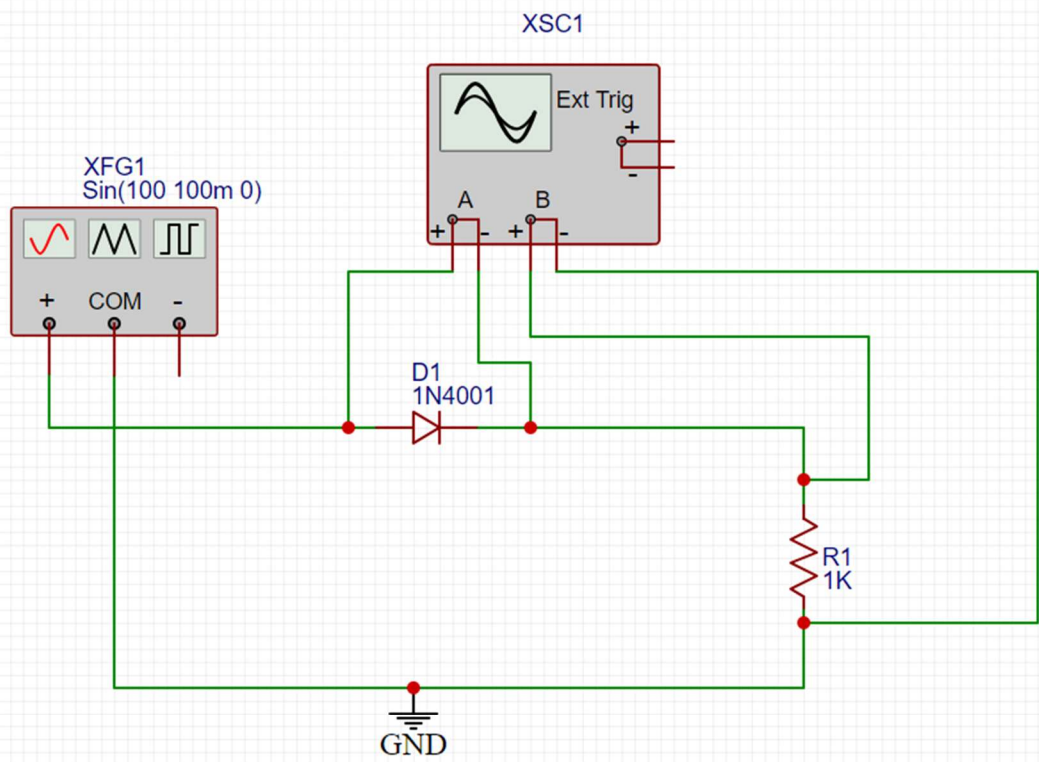 XSC1
Ext Trig
+
-
A
B
+
-
+
-
XFG1
Sin(100 100m 0)
+
COM
-
D1
1N4001
R1
1K
GND